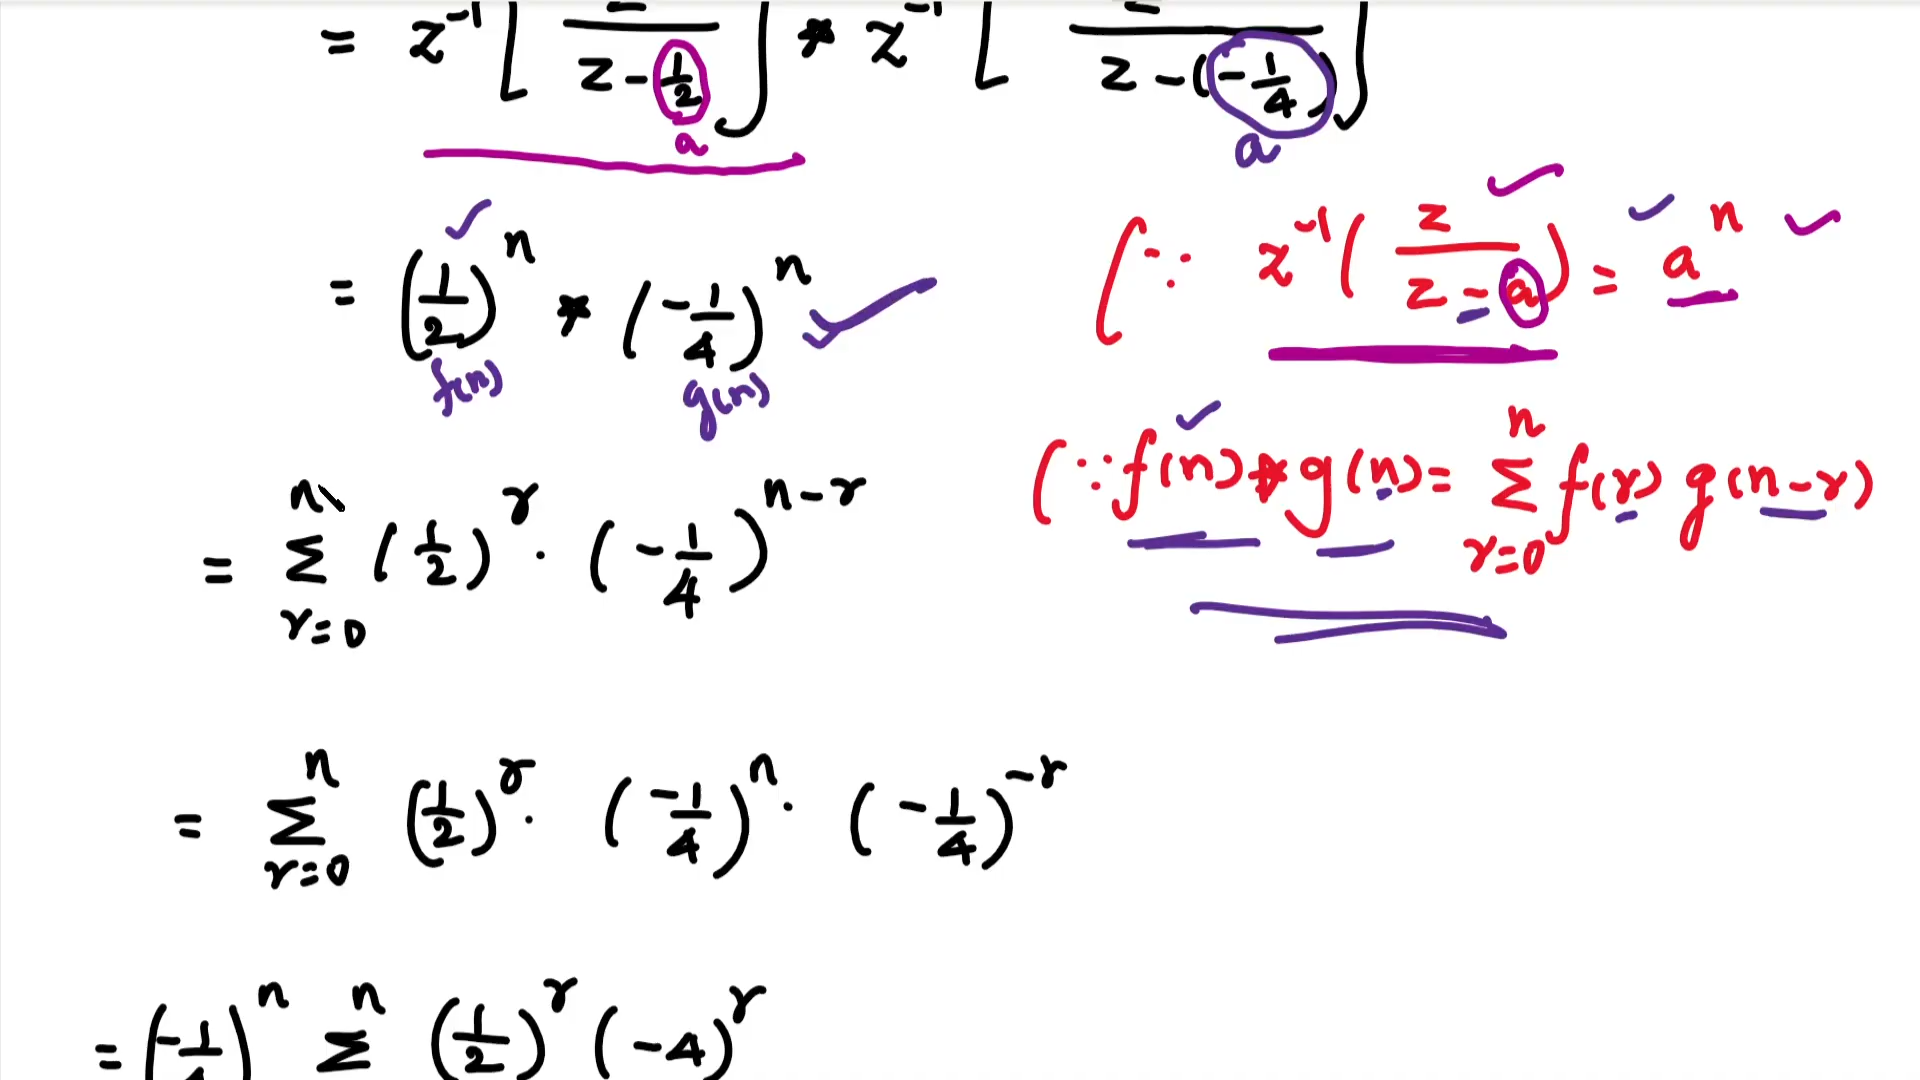 = z⁻¹[ z/(z - 1/2) ] * z⁻¹[ z/(z - (-1/4)) ]
a a
= (1/2)ⁿ * (-1/4)ⁿ
f(n) g(n)
(∵ z⁻¹( z/(z - a) ) = aⁿ
(∵ f(n) * g(n) = Σ_{r=0}^{n} f(r) g(n-r)
= Σ_{r=0}^{n} (1/2)^r · (-1/4)^{n-r}
= Σ_{r=0}^{n} (1/2)^r · (-1/4)^n · (-1/4)^{-r}
= (-1/4)^n Σ^{n} (1/2)^r (-4)^r